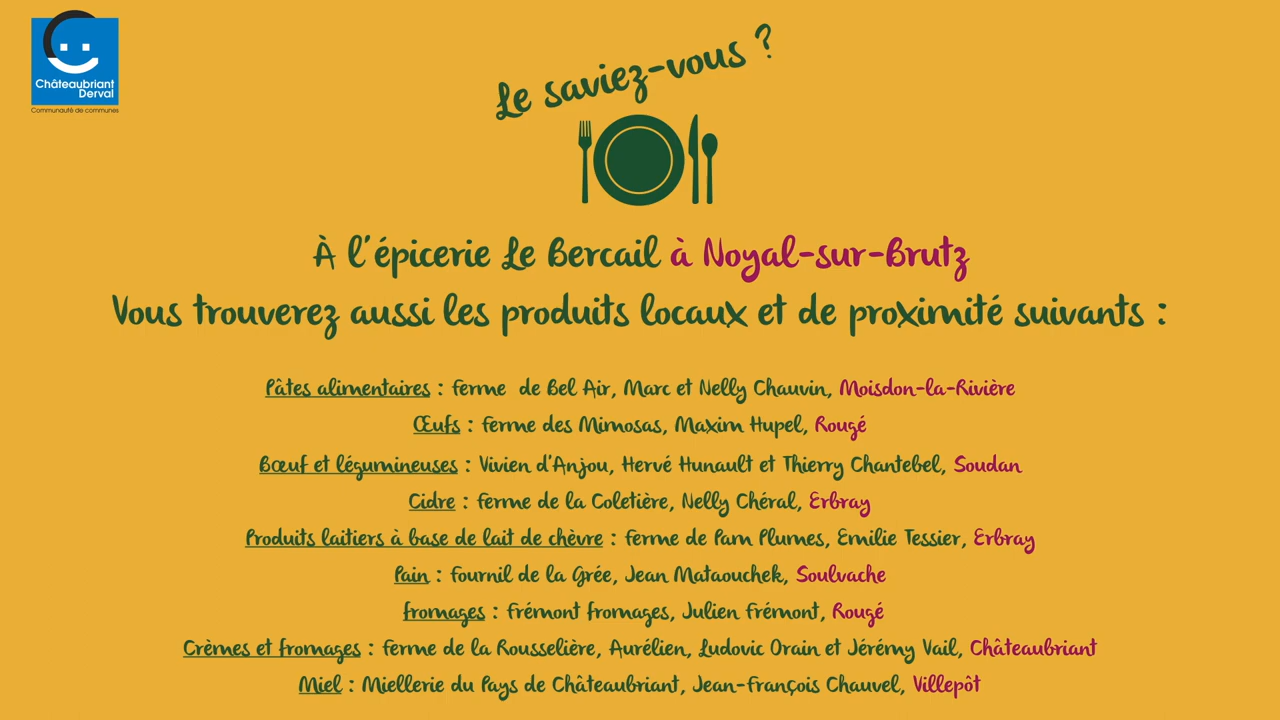 Châteaubriant
Derval
Communauté de communes
Le saviez-vous ?
À l'épicerie Le Bercail à Noyal-sur-Brutz
Vous trouverez aussi les produits locaux et de proximité suivants :
Pâtes alimentaires : Ferme de Bel Air, Marc et Nelly Chauvin, Moisdon-la-Rivière
Œufs : Ferme des Mimosas, Maxim Hupel, Rougé
Bœuf et légumineuses : Vivien d'Anjou, Hervé Hunault et Thierry Chantebel, Soudan
Cidre : Ferme de la Coletière, Nelly Chéral, Erbray
Produits laitiers à base de lait de chèvre : Ferme de Pam Plumes, Emilie Tessier, Erbray
Pain : Fournil de la Grée, Jean Mataouchek, Soulvache
Fromages : Frémont Fromages, Julien Frémont, Rougé
Crèmes et fromages : Ferme de la Rousselière, Aurélien, Ludovic Orain et Jérémy Vail, Châteaubriant
Miel : Miellerie du Pays de Châteaubriant, Jean-François Chauvel, Villepôt